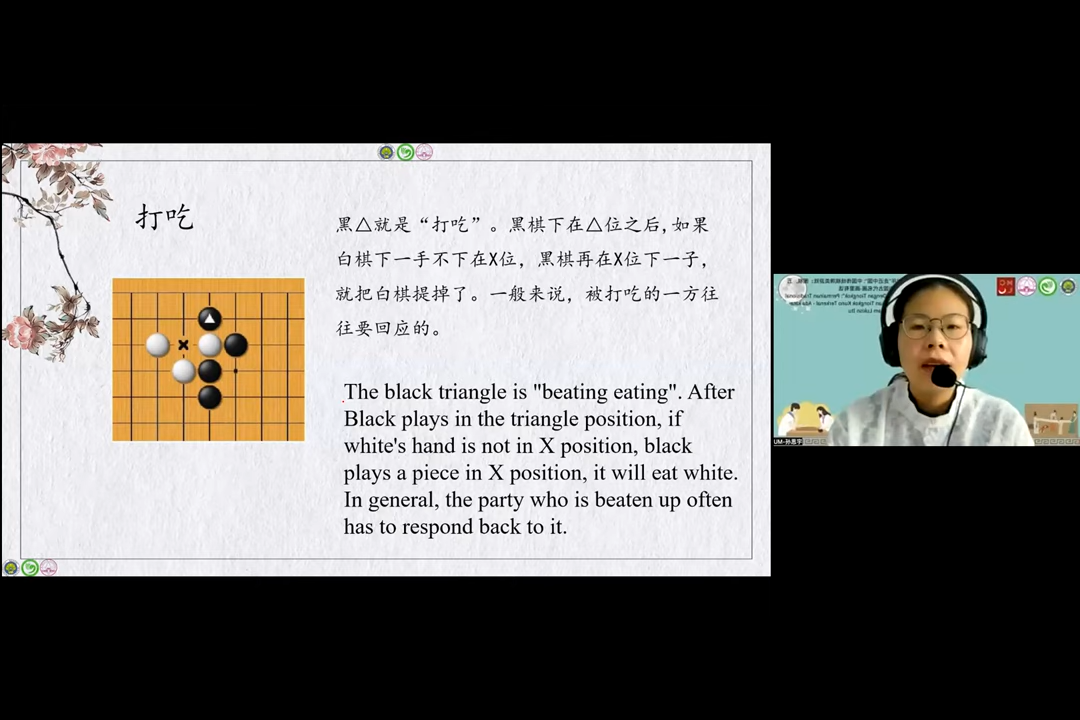 打吃
黑△就是“打吃”。黑棋下在△位之后,如果
白棋下一手不下在X位，黑棋再在X位下一子，
就把白棋提掉了。一般来说，被打吃的一方往
往要回应的。
The black triangle is "beating eating". After
Black plays in the triangle position, if
white's hand is not in X position, black
plays a piece in X position, it will eat white.
In general, the party who is beaten up often
has to respond back to it.